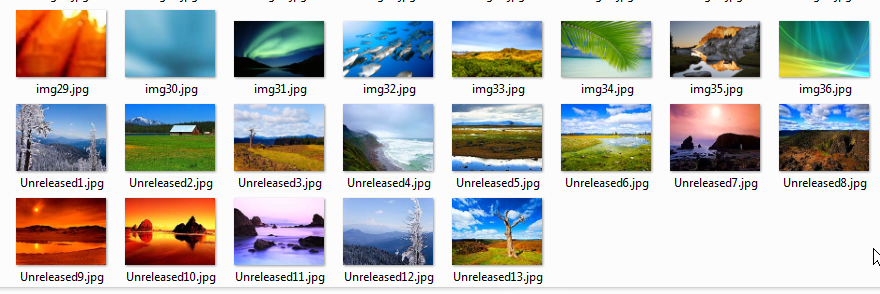 img29.jpg img30.jpg img31.jpg img32.jpg img33.jpg img34.jpg img35.jpg img36.jpg
Unreleased1.jpg Unreleased2.jpg Unreleased3.jpg Unreleased4.jpg Unreleased5.jpg Unreleased6.jpg Unreleased7.jpg Unreleased8.jpg
Unreleased9.jpg Unreleased10.jpg Unreleased11.jpg Unreleased12.jpg Unreleased13.jpg